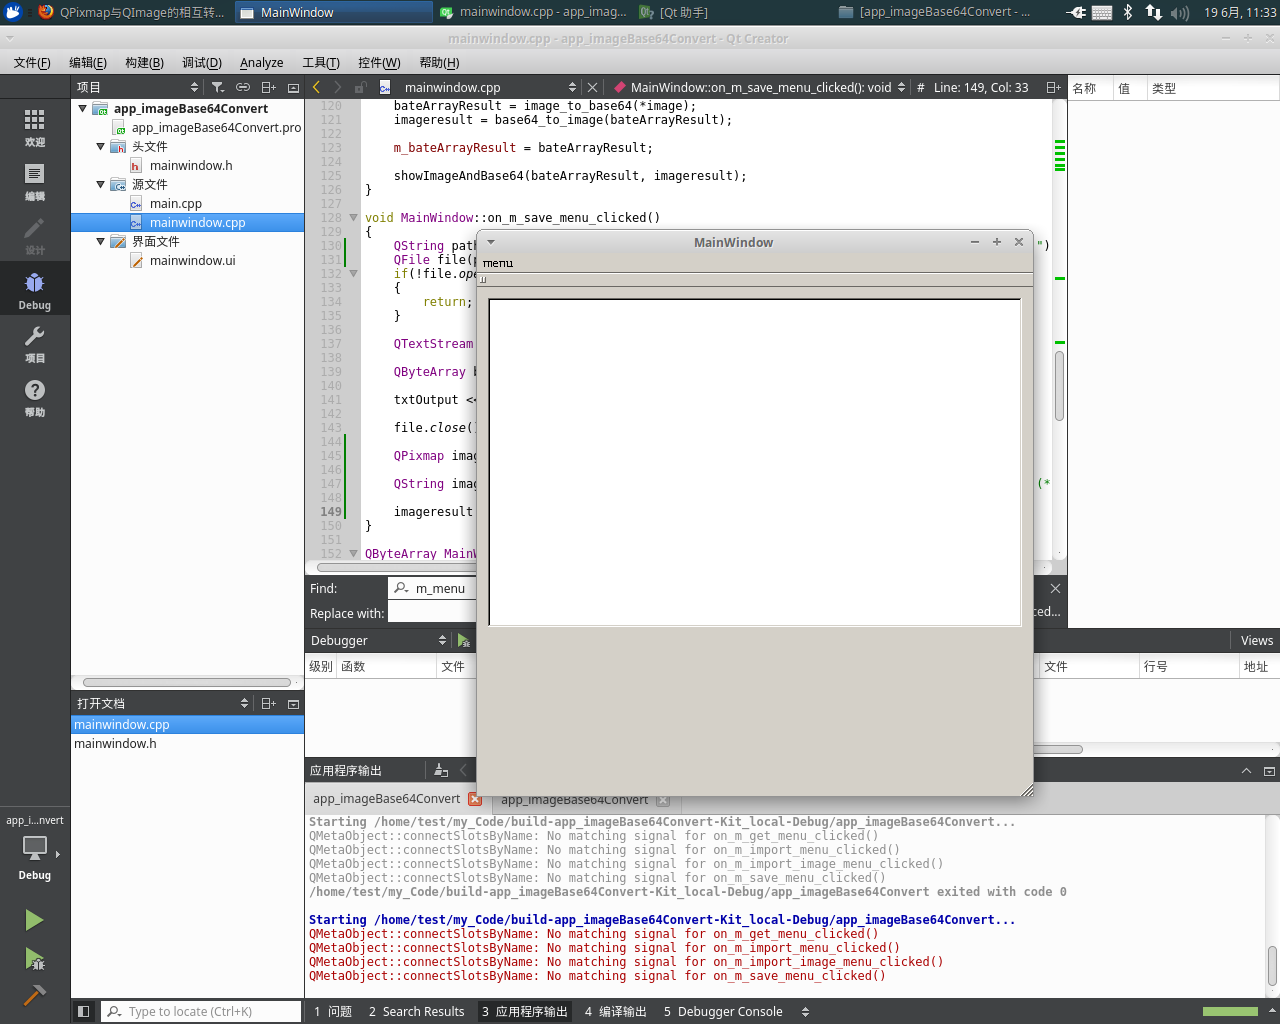 QPixmap与QImage的相互转...
MainWindow
mainwindow.cpp - app_imag...
[Qt 助手]
[app_imageBase64Convert - ...
19 6月, 11:33
mainwindow.cpp - app_imageBase64Convert - Qt Creator
文件(F)
编辑(E)
构建(B)
调试(D)
Analyze
工具(T)
控件(W)
帮助(H)
项目
mainwindow.cpp
MainWindow::on_m_save_menu_clicked(): void
#
Line: 149, Col: 33
名称
值
类型
欢迎
编辑
设计
Debug
项目
帮助
app_imageBase64Convert
app_imageBase64Convert.pro
头文件
mainwindow.h
源文件
main.cpp
mainwindow.cpp
界面文件
mainwindow.ui
120 bateArrayResult = image_to_base64(*image);
121 imageresult = base64_to_image(bateArrayResult);
122
123 m_bateArrayResult = bateArrayResult;
124
125 showImageAndBase64(bateArrayResult, imageresult);
126 }
127
128 void MainWindow::on_m_save_menu_clicked()
129 {
130 QString path ")
131 QFile file(
132 if(!file.ope
133 {
134 return;
135 }
136
137 QTextStream
138
139 QByteArray
140
141 txtOutput <<
142
143 file.close(
144
145 QPixmap imag
146
147 QString imag (*
148
149 imageresult
150 }
151
152 QByteArray MainW
MainWindow
menu
Find:
m_menu
Replace with:
ced...
Debugger
Views
级别
函数
文件
文件
行号
地址
打开文档
mainwindow.cpp
mainwindow.h
应用程序输出
app_imageBase64Convert
app_imageBase64Convert
Starting /home/test/my_Code/build-app_imageBase64Convert-Kit_local-Debug/app_imageBase64Convert...
QMetaObject::connectSlotsByName: No matching signal for on_m_get_menu_clicked()
QMetaObject::connectSlotsByName: No matching signal for on_m_import_menu_clicked()
QMetaObject::connectSlotsByName: No matching signal for on_m_import_image_menu_clicked()
QMetaObject::connectSlotsByName: No matching signal for on_m_save_menu_clicked()
/home/test/my_Code/build-app_imageBase64Convert-Kit_local-Debug/app_imageBase64Convert exited with code 0
Starting /home/test/my_Code/build-app_imageBase64Convert-Kit_local-Debug/app_imageBase64Convert...
QMetaObject::connectSlotsByName: No matching signal for on_m_get_menu_clicked()
QMetaObject::connectSlotsByName: No matching signal for on_m_import_menu_clicked()
QMetaObject::connectSlotsByName: No matching signal for on_m_import_image_menu_clicked()
QMetaObject::connectSlotsByName: No matching signal for on_m_save_menu_clicked()
app_i...nvert
Debug
Type to locate (Ctrl+K)
1 问题
2 Search Results
3 应用程序输出
4 编译输出
5 Debugger Console